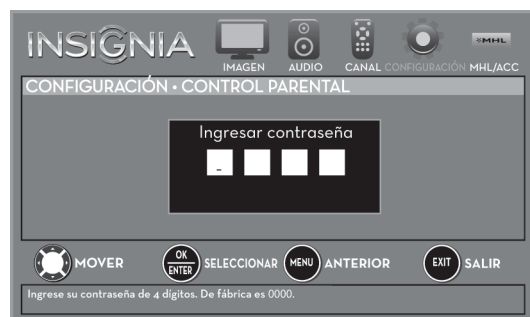 INSIGNIA
IMAGEN AUDIO CANAL CONFIGURACIÓN MHL/ACC
MHL
CONFIGURACIÓN • CONTROL PARENTAL
Ingresar contraseña
_
MOVER OK ENTER SELECCIONAR MENU ANTERIOR EXIT SALIR
Ingrese su contraseña de 4 dígitos. De fábrica es 0000.